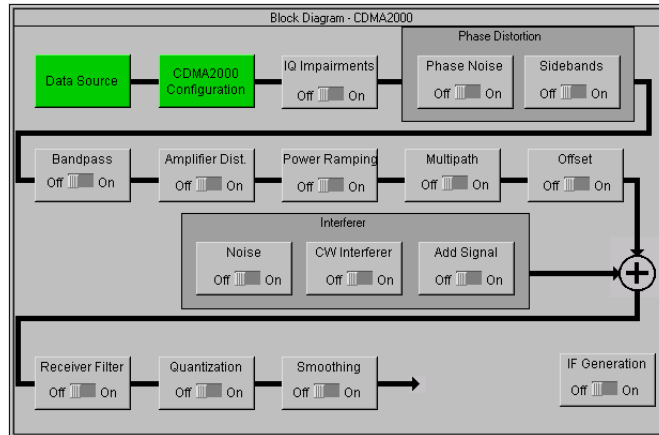 Block Diagram - CDMA2000
Phase Distortion
Data Source
CDMA2000
Configuration
IQ Impairments
Off On
Phase Noise
Off On
Sidebands
Off On
Bandpass
Off On
Amplifier Dist.
Off On
Power Ramping
Off On
Multipath
Off On
Offset
Off On
Interferer
Noise
Off On
CW Interferer
Off On
Add Signal
Off On
+
Receiver Filter
Off On
Quantization
Off On
Smoothing
Off On
IF Generation
Off On